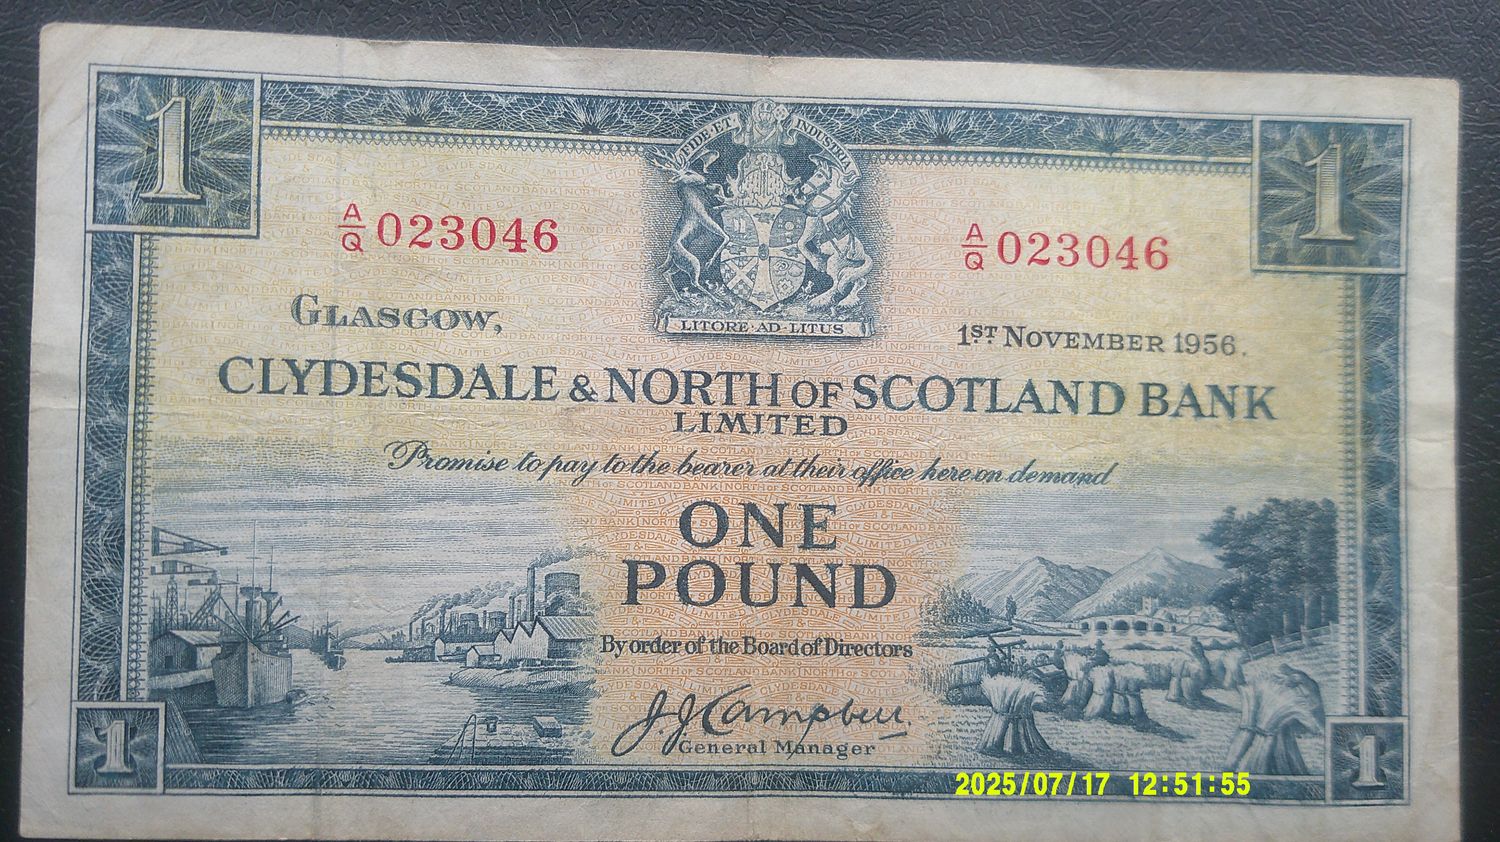 1
1
FIDE·ET INDUSTRIA
A/Q 023046
A/Q 023046
LITORE·AD·LITUS
GLASGOW,
1ST NOVEMBER 1956.
CLYDESDALE & NORTH OF SCOTLAND BANK
LIMITED
Promise to pay to the bearer at their office here on demand
ONE
POUND
By order of the Board of Directors
J. J. Campbell
General Manager
1
1
2025/07/17 12:51:55